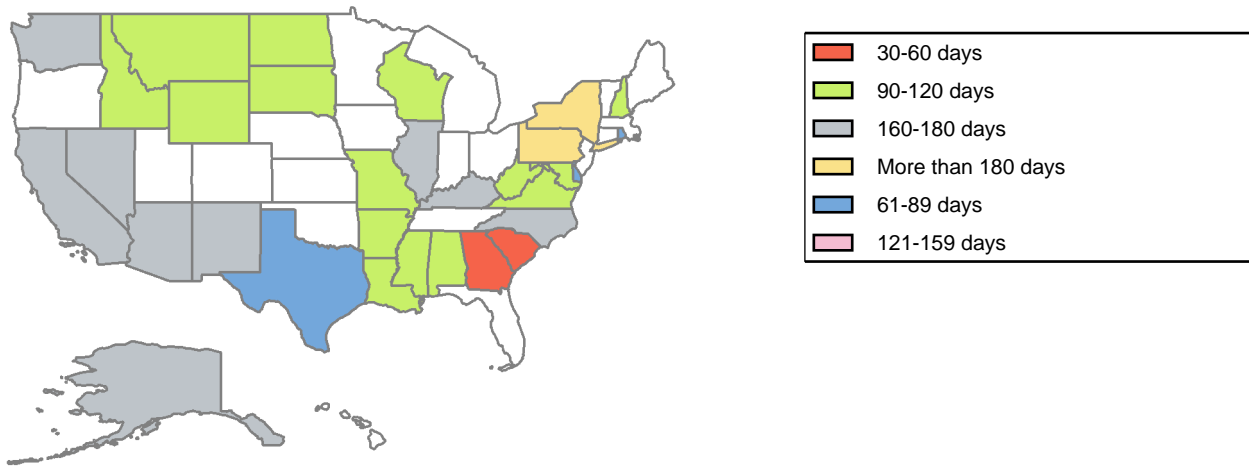 30-60 days
90-120 days
160-180 days
More than 180 days
61-89 days
121-159 days